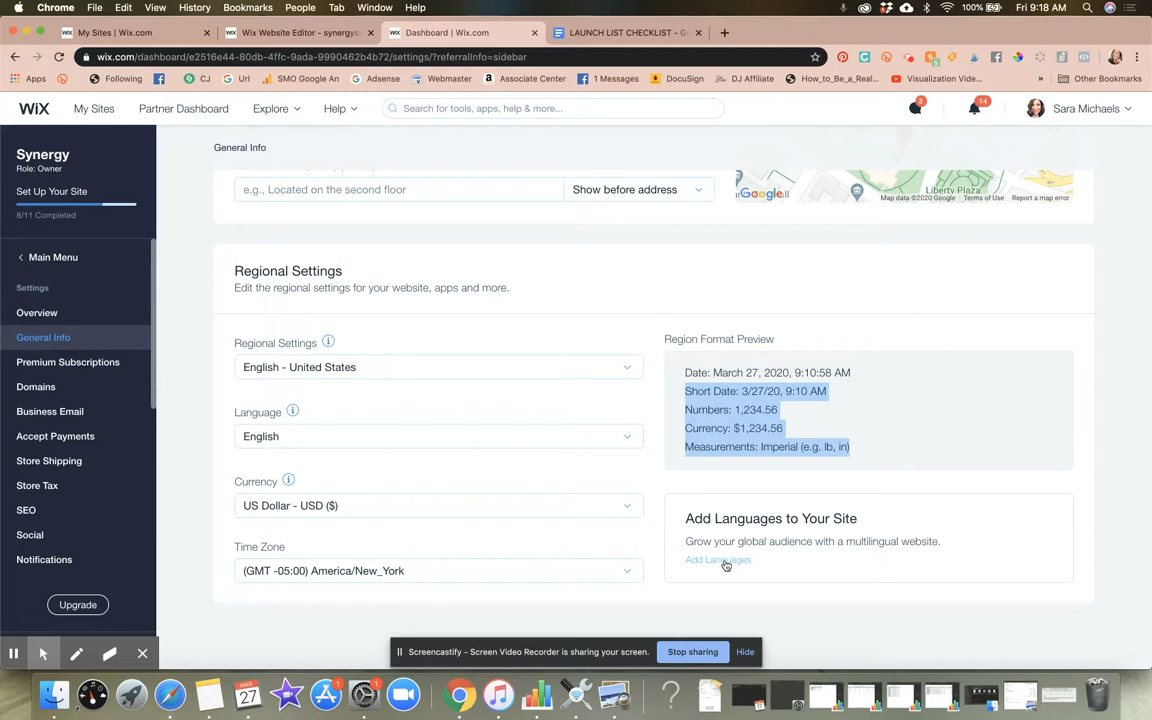 Chrome File Edit View History Bookmarks People Tab Window Help 100% Fri 9:18 AM
WiX My Sites | Wix.com × WiX Wix Website Editor - synergys × WiX Dashboard | Wix.com × LAUNCH LIST CHECKLIST - G × +
wix.com/dashboard/e2516e44-80db-4ffc-9ada-9990462b4b72/settings/?referralInfo=sidebar
Apps Following CJ Url SMO Google An Adsense Webmaster Associate Center 1 Messages DocuSign DJ Affiliate How_to_Be_a_Real... Visualization Vide... » Other Bookmarks
WiX My Sites Partner Dashboard Explore Help Search for tools, apps, help & more... 3 14 Sara Michaels
Synergy
Role: Owner
Set Up Your Site
8/11 Completed
Main Menu
Settings
Overview
General Info
Premium Subscriptions
Domains
Business Email
Accept Payments
Store Shipping
Store Tax
SEO
Social
Notifications
Upgrade
General Info
e.g., Located on the second floor Show before address
Google Liberty Plaza
Map data ©2020 Google Terms of Use Report a map error
Regional Settings
Edit the regional settings for your website, apps and more.
Regional Settings
English - United States
Language
English
Currency
US Dollar - USD ($)
Time Zone
(GMT -05:00) America/New_York
Region Format Preview
Date: March 27, 2020, 9:10:58 AM
Short Date: 3/27/20, 9:10 AM
Numbers: 1,234.56
Currency: $1,234.56
Measurements: Imperial (e.g. lb, in)
Add Languages to Your Site
Grow your global audience with a multilingual website.
Add Languages
Screencastify - Screen Video Recorder is sharing your screen. Stop sharing Hide
27
1
1